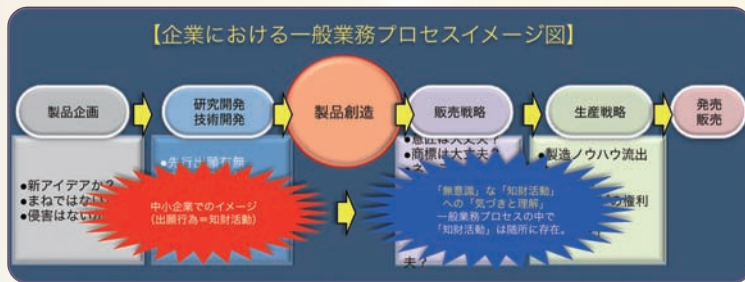 【企業における一般業務プロセスイメージ図】
製品企画
研究開発
技術開発
製品創造
販売戦略
生産戦略
発売
販売
●新アイデアか?
●まねではない
●侵害はない
●先行出願有無
●意匠は大丈夫?
●商標は大丈夫?
夫?
●製造ノウハウ流出
の権利
中小企業でのイメージ
(出願行為=知財活動)
「無意識」な「知財活動」
への「気づきと理解」
一般業務プロセスの中で
「知財活動」は随所に存在。